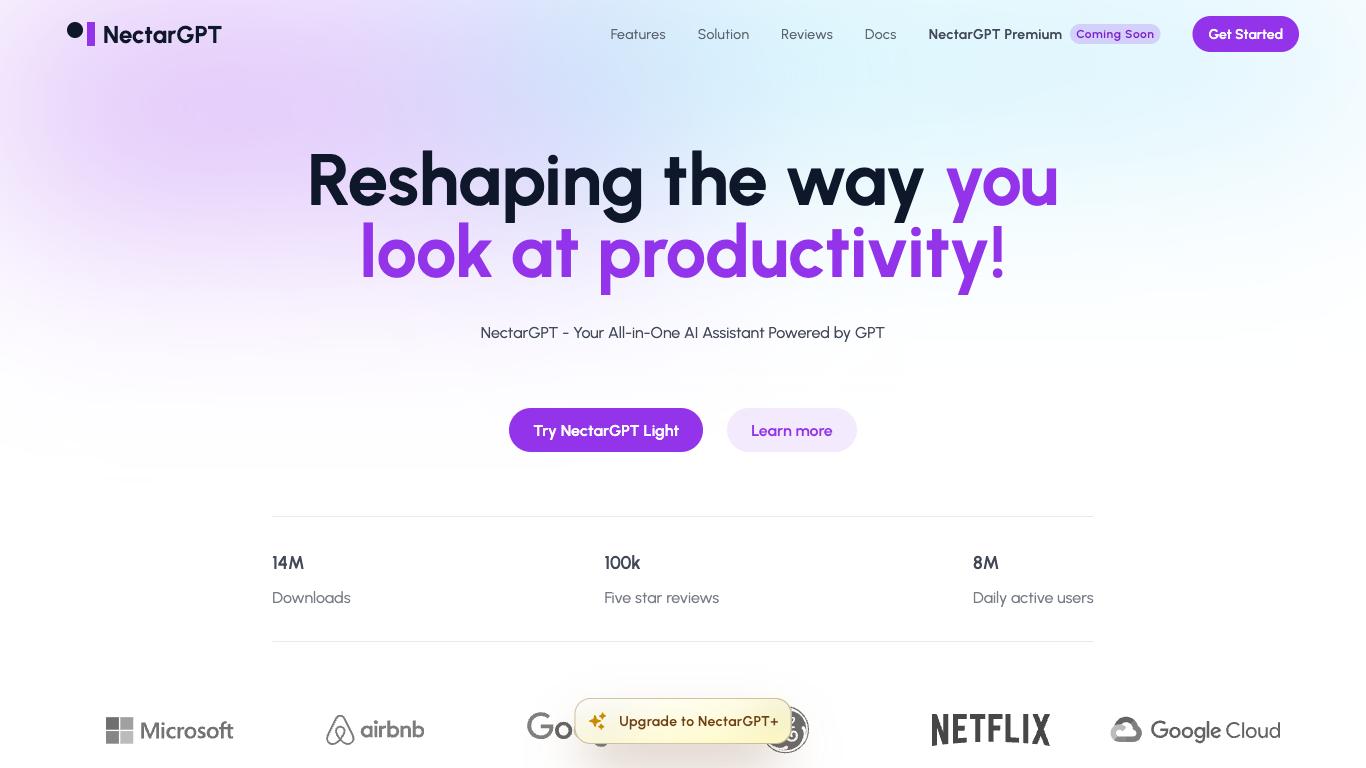 NectarGPT
Features Solution Reviews Docs NectarGPT Premium Coming Soon Get Started
Reshaping the way you
look at productivity!
NectarGPT - Your All-in-One AI Assistant Powered by GPT
Try NectarGPT Light Learn more
14M 100k 8M
Downloads Five star reviews Daily active users
Microsoft airbnb NETFLIX Google Cloud
Upgrade to NectarGPT+